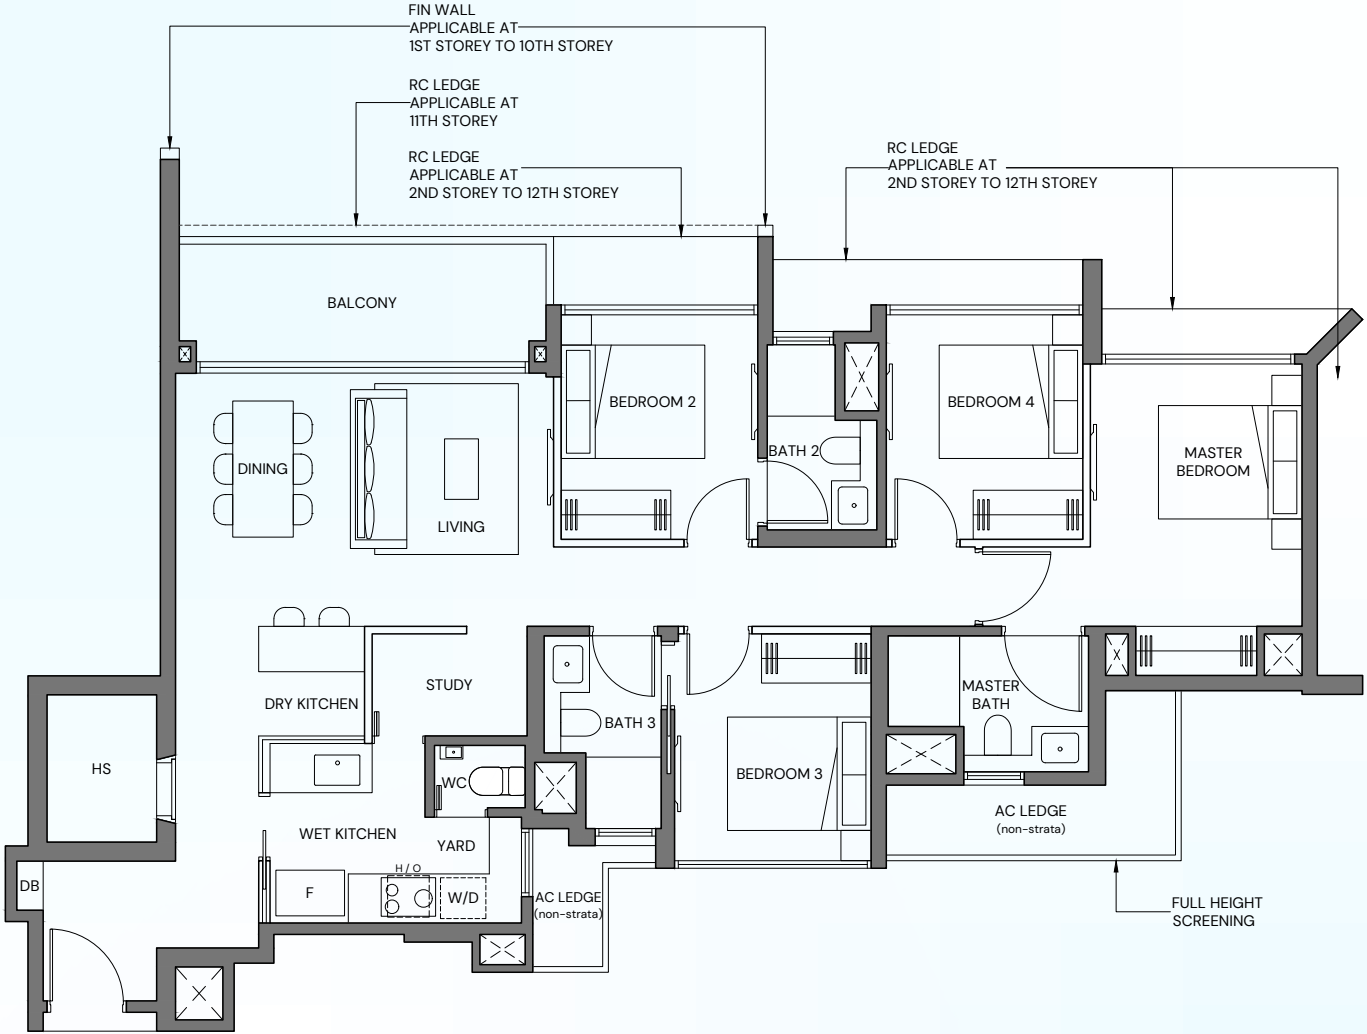 FIN WALL
APPLICABLE AT
1ST STOREY TO 10TH STOREY
RC LEDGE
APPLICABLE AT
11TH STOREY
RC LEDGE
APPLICABLE AT
2ND STOREY TO 12TH STOREY
RC LEDGE
APPLICABLE AT
2ND STOREY TO 12TH STOREY
BALCONY
BEDROOM 2
BEDROOM 4
BATH 2
MASTER
BEDROOM
DINING
LIVING
STUDY
DRY KITCHEN
BATH 3
MASTER
BATH
HS
WC
BEDROOM 3
AC LEDGE
(non-strata)
WET KITCHEN
YARD
H/O
DB
F
W/D
AC LEDGE
(non-strata)
FULL HEIGHT
SCREENING